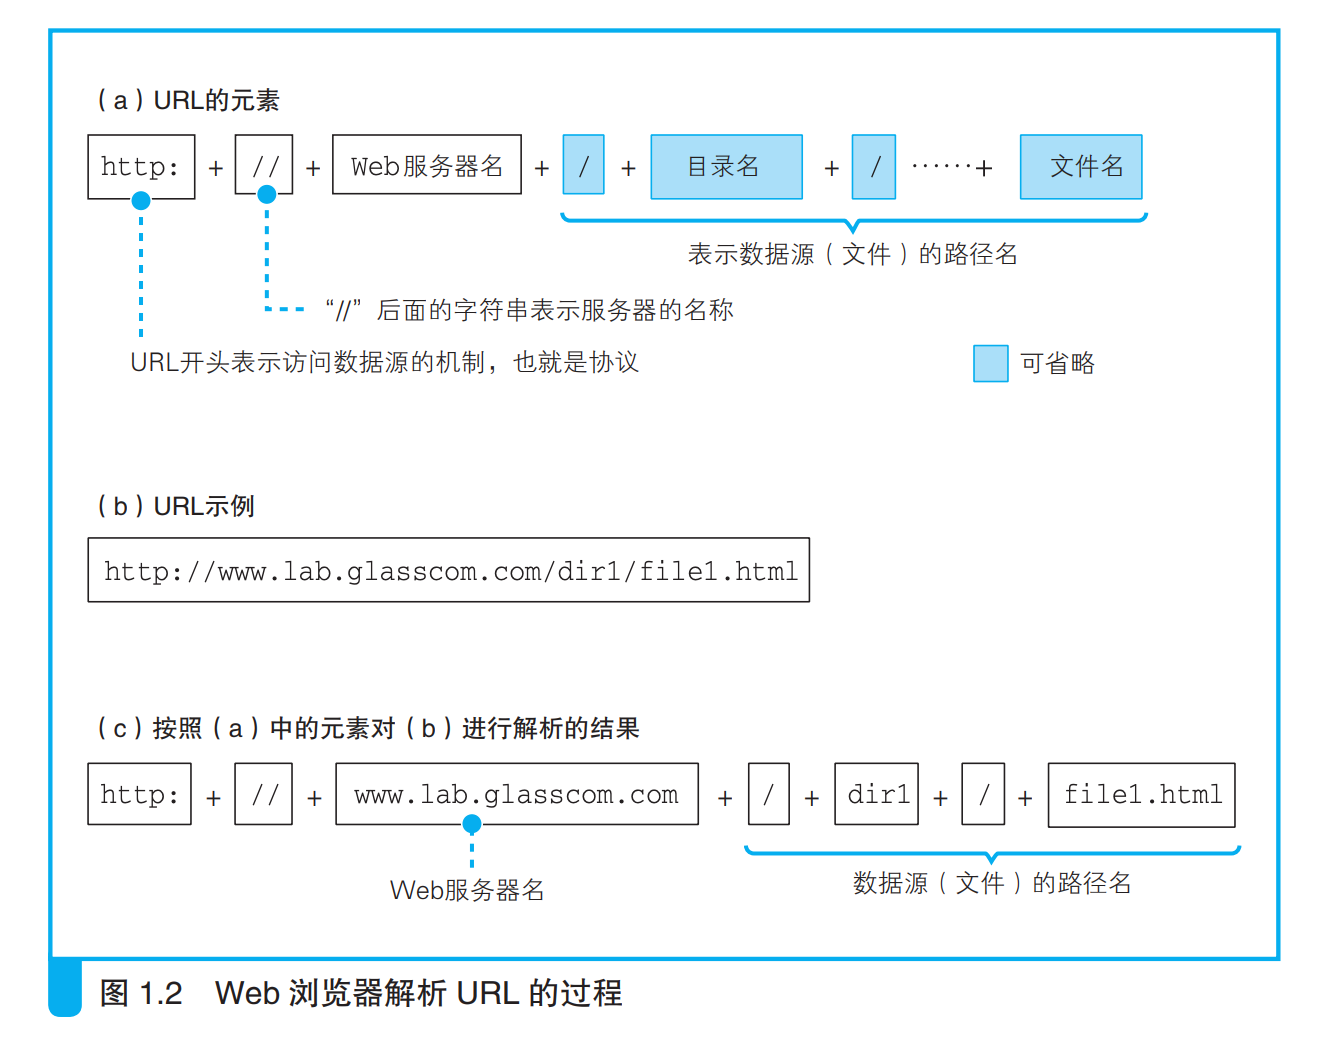 （a）URL的元素
http: + // + Web服务器名 + / + 目录名 + / ……+ 文件名
表示数据源（文件）的路径名
“//”后面的字符串表示服务器的名称
URL开头表示访问数据源的机制，也就是协议
可省略
（b）URL示例
http://www.lab.glasscom.com/dir1/file1.html
（c）按照（a）中的元素对（b）进行解析的结果
http: + // + www.lab.glasscom.com + / + dir1 + / + file1.html
Web服务器名
数据源（文件）的路径名
图 1.2 Web 浏览器解析 URL 的过程